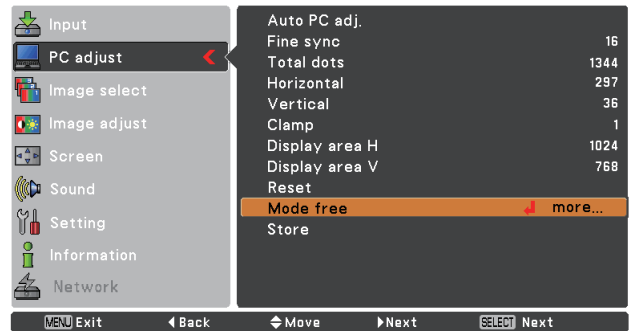 Input
PC adjust
Image select
Image adjust
Screen
Sound
Setting
Information
Network
Auto PC adj.
Fine sync 16
Total dots 1344
Horizontal 297
Vertical 36
Clamp 1
Display area H 1024
Display area V 768
Reset
Mode free more...
Store
MENU Exit Back Move Next SELECT Next